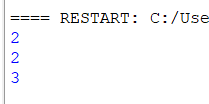 ==== RESTART: C:/Use
2
2
3